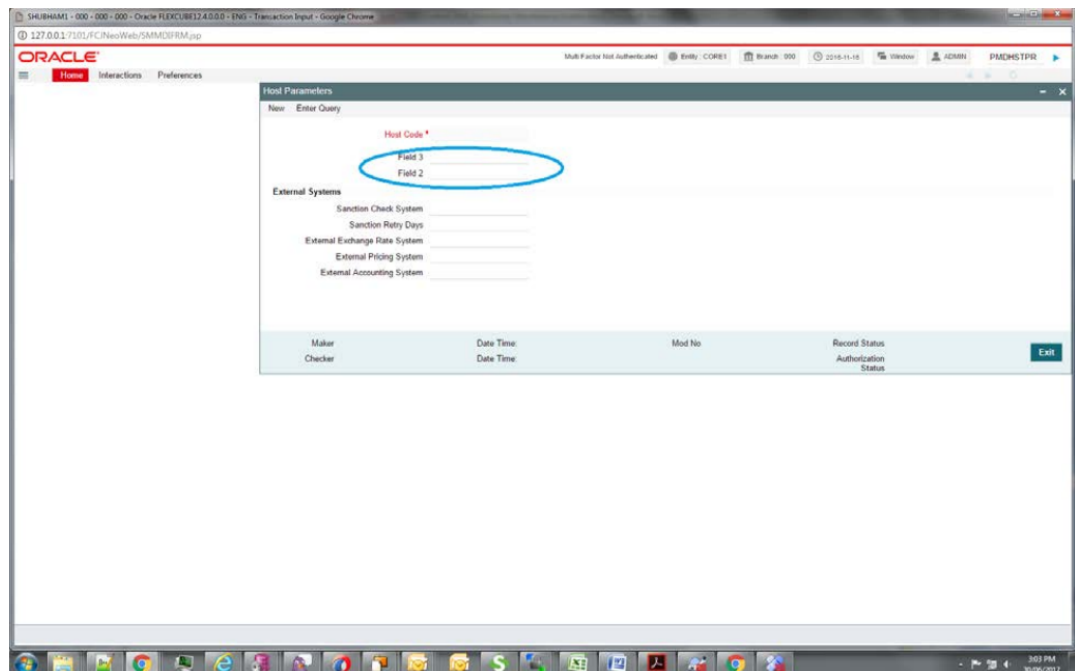 SHUBHAM1 - 000 - 000 - 000 - Oracle FLEXCUBE12.4.0.0.0 - ENG - Transaction Input - Google Chrome
127.0.0.1:7101/FCJNeoWeb/SMMDIFRM.jsp
ORACLE Multi Factor Not Authenticated Entity : CORE1 Branch : 000 2016-11-16 Window ADMIN PMDHSTPR
Home Interactions Preferences
Host Parameters
New Enter Query
Host Code *
Field 3
Field 2
External Systems
Sanction Check System
Sanction Retry Days
External Exchange Rate System
External Pricing System
External Accounting System
Maker Date Time: Mod No Record Status
Checker Date Time: Authorization Status
Exit
3:03 PM
30/06/2017